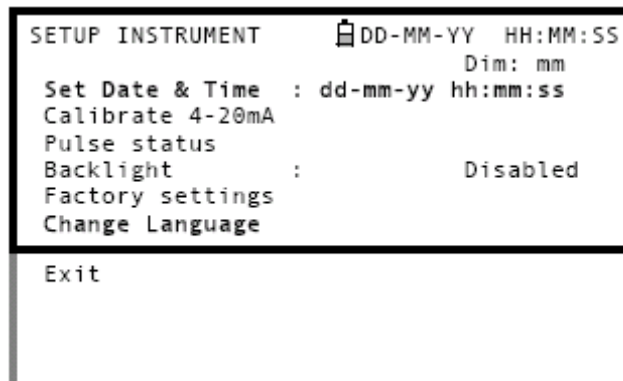 SETUP INSTRUMENT DD-MM-YY HH:MM:SS
Dim: mm
Set Date & Time : dd-mm-yy hh:mm:ss
Calibrate 4-20mA
Pulse status
Backlight : Disabled
Factory settings
Change Language
Exit